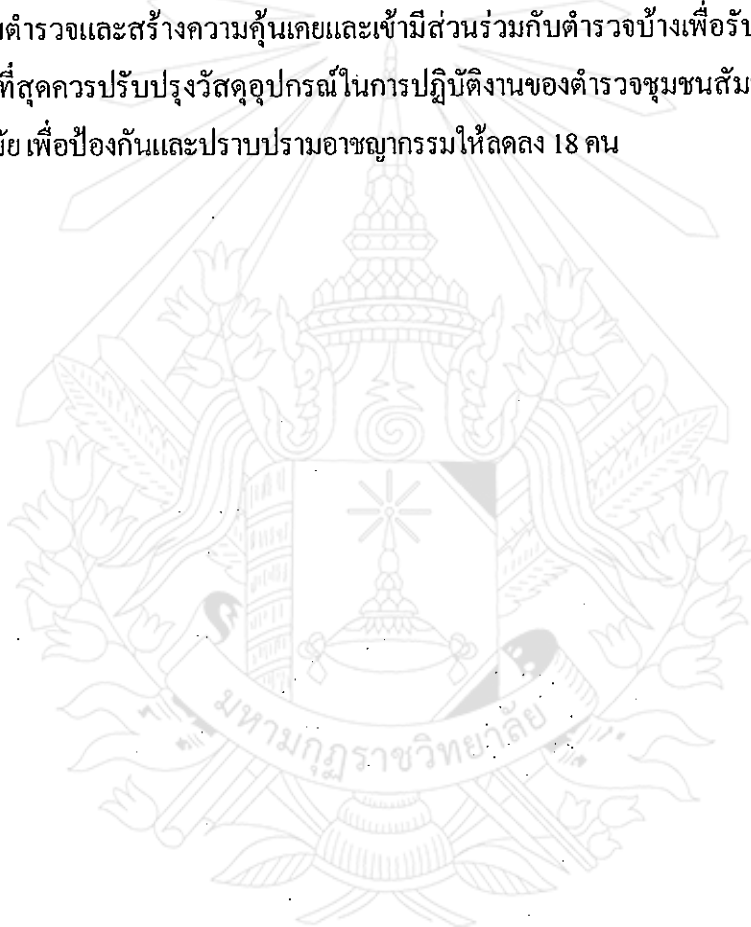 ตำรวจและสร้างความคุ้นเคยและเข้ามีส่วนร่วมกับตำรวจบ้างเพื่อรับ
ที่สุดควรปรับปรุงวัสดุอุปกรณ์ในการปฏิบัติงานของตำรวจชุมชนสัม
เพื่อป้องกันและปราบปรามอาชญากรรมให้ลดลง 18 คน
มหามกุฏราชวิทยาลัย